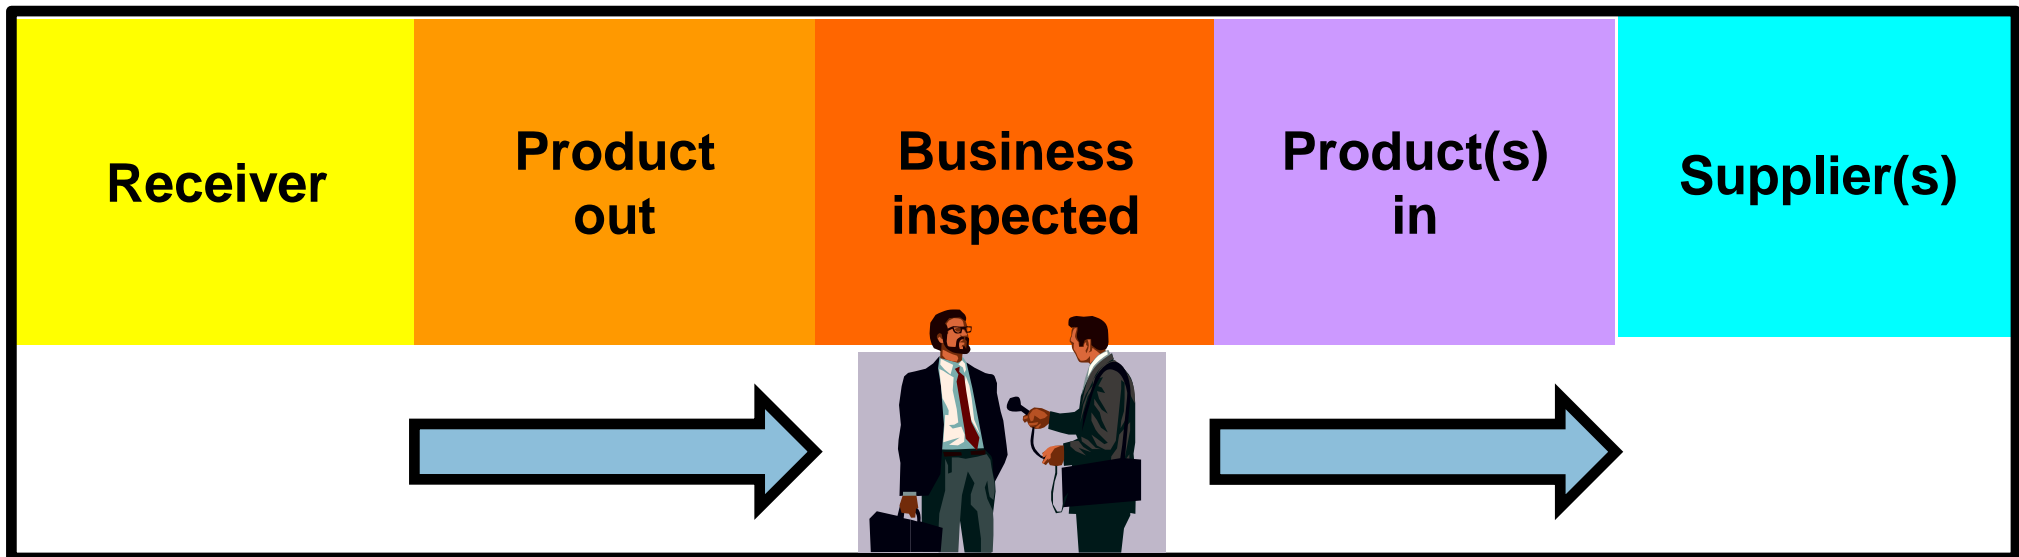 Receiver
Product
out
Business
inspected
Product(s)
in
Supplier(s)